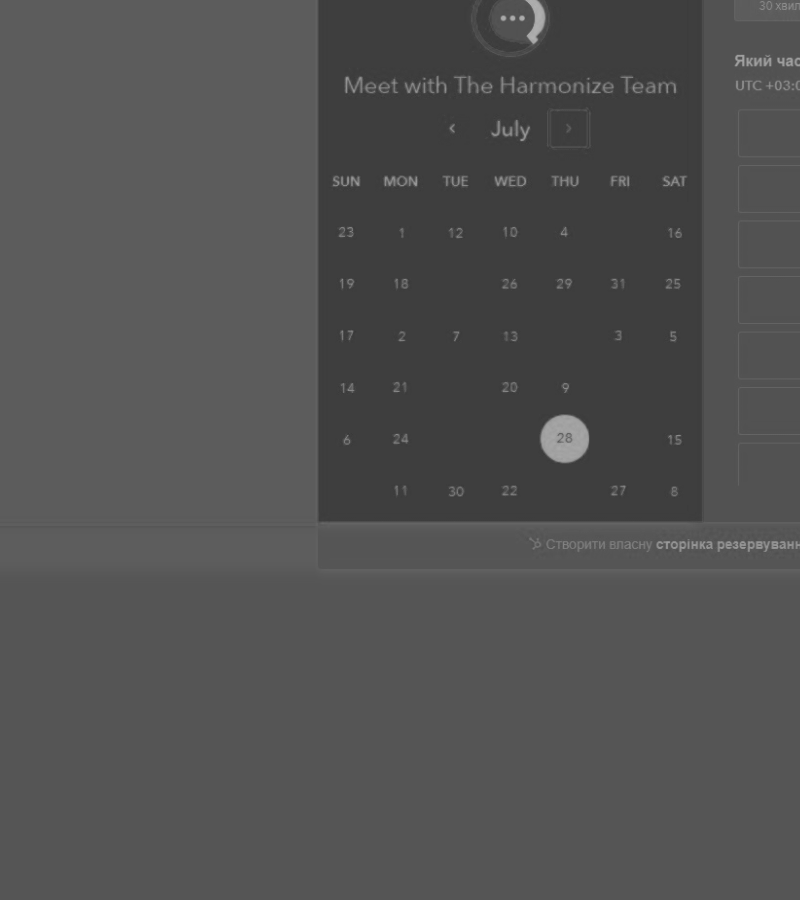 30 хвил
Який час
UTC +03:0
Meet with The Harmonize Team
July
SUN MON TUE WED THU FRI SAT
23 1 12 10 4 16
19 18 26 29 31 25
17 2 7 13 3 5
14 21 20 9
6 24 28 15
11 30 22 27 8
Створити власну сторінка резервуванн